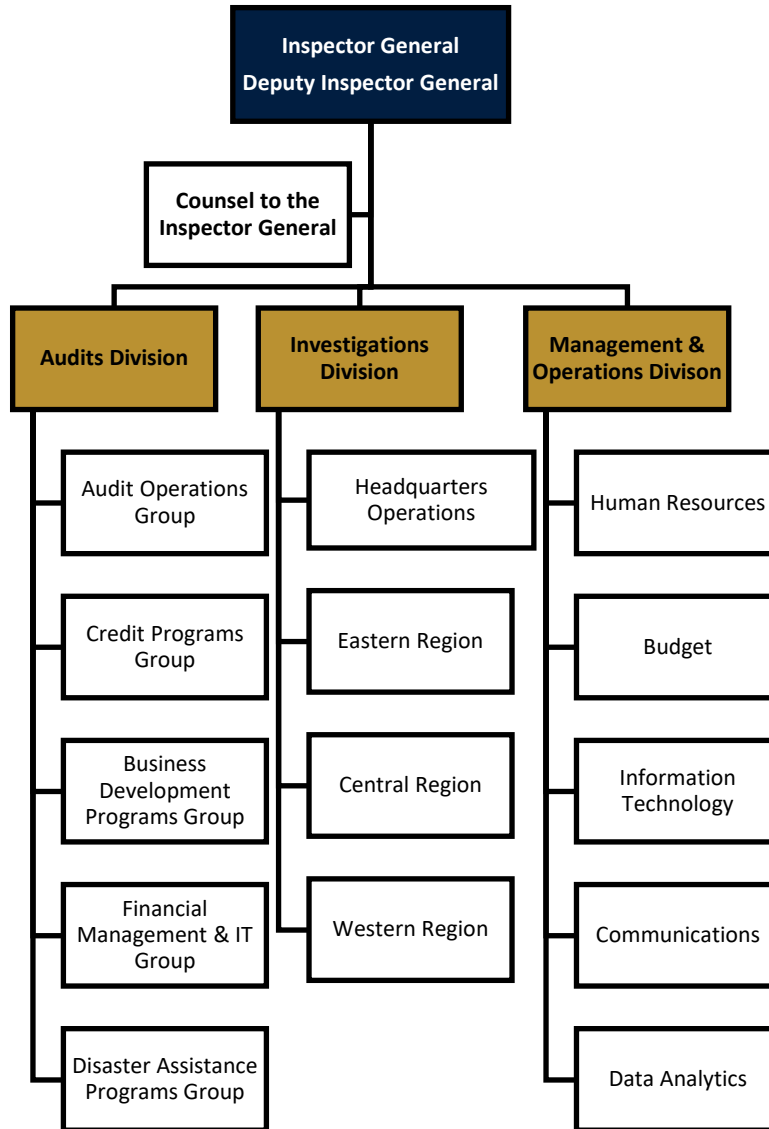 Inspector General
Deputy Inspector General
Counsel to the
Inspector General
Audits Division
Investigations
Division
Management &
Operations Divison
Audit Operations
Group
Headquarters
Operations
Human Resources
Credit Programs
Group
Eastern Region
Budget
Business
Development
Programs Group
Central Region
Information
Technology
Financial
Management & IT
Group
Western Region
Communications
Disaster Assistance
Programs Group
Data Analytics